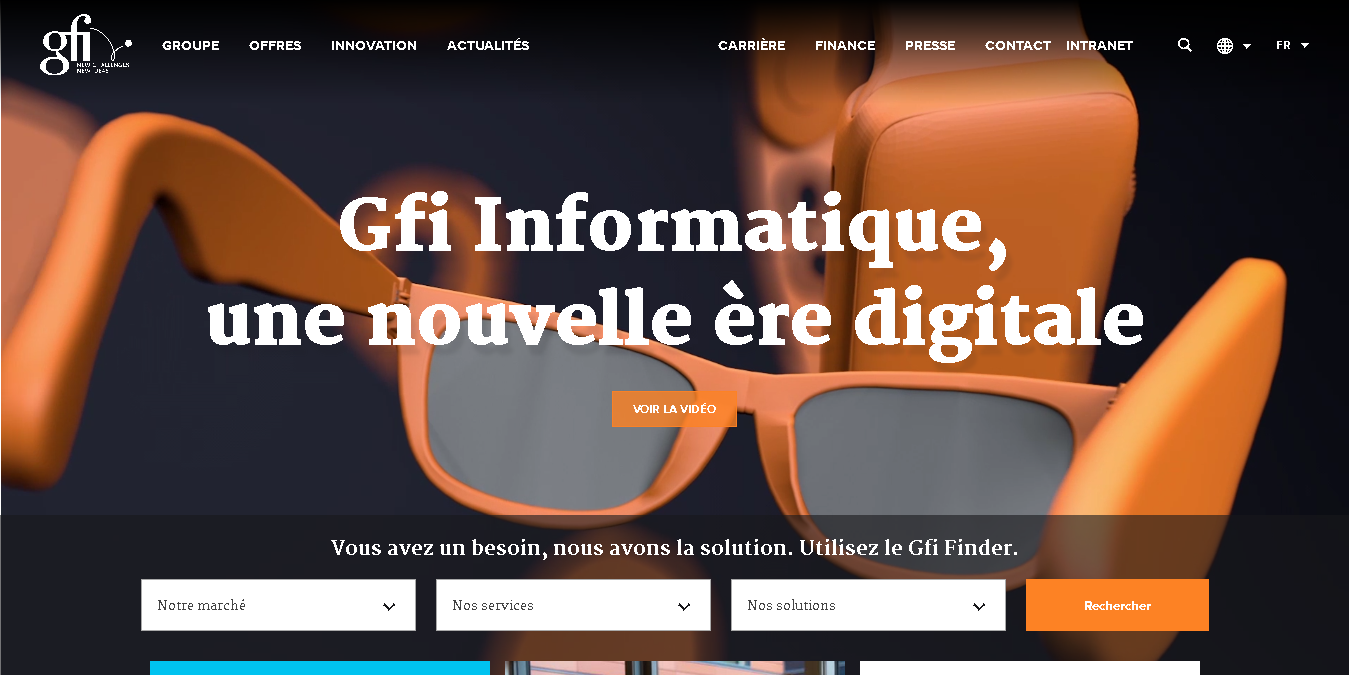 gfi
NEW CHALLENGES
NEW IDEAS
GROUPE OFFRES INNOVATION ACTUALITÉS CARRIÈRE FINANCE PRESSE CONTACT INTRANET FR
Gfi Informatique,
une nouvelle ère digitale
VOIR LA VIDÉO
Vous avez un besoin, nous avons la solution. Utilisez le Gfi Finder.
Notre marché Nos services Nos solutions Rechercher